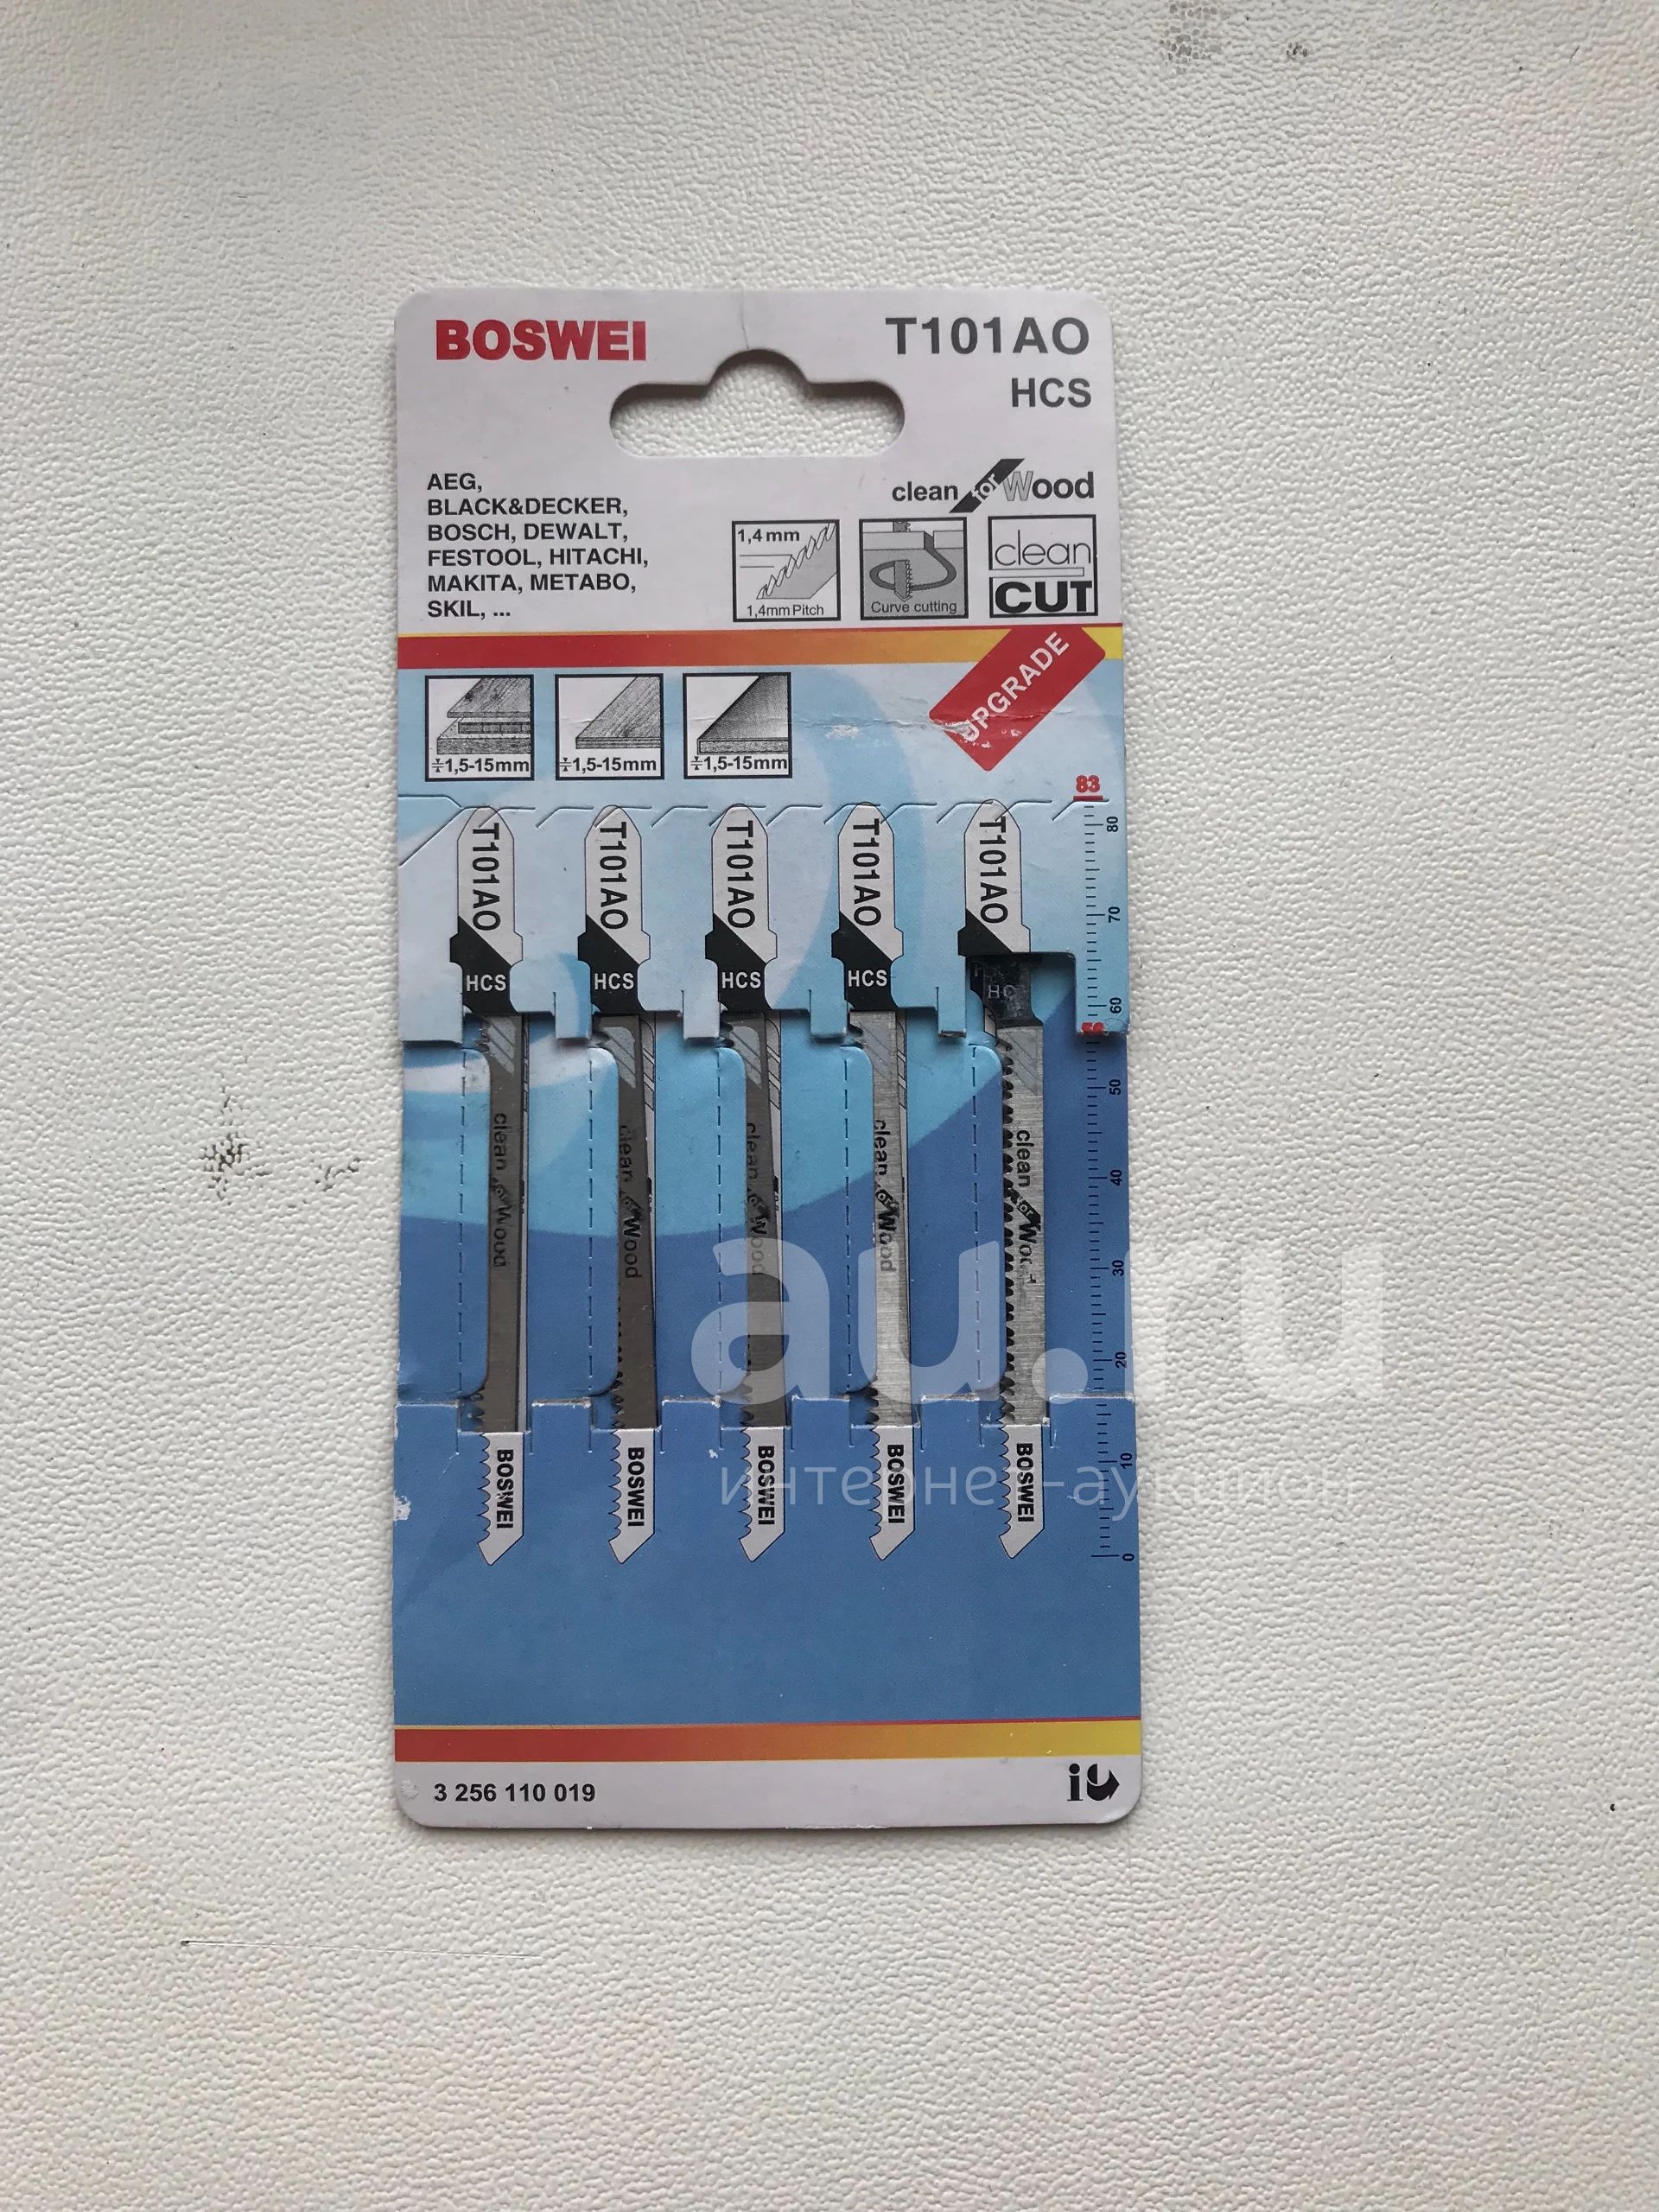 BOSWEI
T101AO
HCS
AEG,
BLACK&DECKER,
BOSCH, DEWALT,
FESTOOL, HITACHI,
MAKITA, METABO,
SKIL, ...
clean for Wood
1,4 mm
1,4mm Pitch
Curve cutting
clean
CUT
UPGRADE
1,5-15mm
1,5-15mm
1,5-15mm
83
80
70
60
50
40
30
20
10
0
T101AO
T101AO
T101AO
T101AO
T101AO
HCS
HCS
HCS
HCS
clean for Wood
clean for Wood
clean for Wood
clean for Wood
clean for
BOSWEI
BOSWEI
BOSWEI
BOSWEI
BOSWEI
au.ru
интернет-аукцион
3 256 110 019